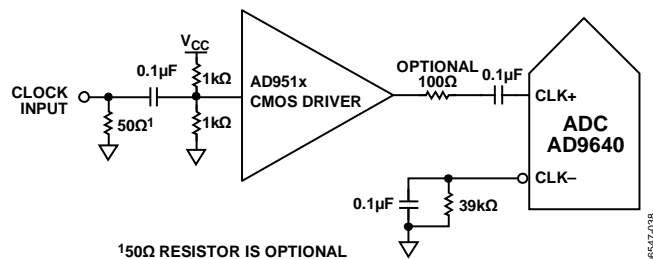 V_CC
0.1µF
1kΩ
CLOCK
INPUT
50Ω¹
1kΩ
AD951x
CMOS DRIVER
OPTIONAL
100Ω
0.1µF
CLK+
ADC
AD9640
CLK–
0.1µF
39kΩ
¹50Ω RESISTOR IS OPTIONAL